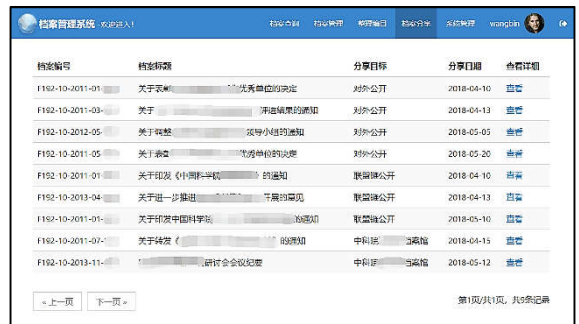 档案管理系统 欢迎进入! 档案查询 档案管理 整理编目 档案分享 系统管理 wangbin
档案编号 档案标题 分享目标 分享日期 查看详细
F192-10-2011-01- 关于表彰 优秀单位的决定 对外公开 2018-04-10 查看
F192-10-2011-03- 关于 评选结果的通知 对外公开 2018-04-13 查看
F192-10-2012-05- 关于调整 领导小组的通知 对外公开 2018-05-05 查看
F192-10-2011-05- 关于表彰 优秀单位的决定 对外公开 2018-05-20 查看
F192-10-2011-01- 关于印发《中国科学院 的通知 联盟链公开 2018-04-10 查看
F192-10-2013-04- 关于进一步推进 开展的意见 联盟链公开 2018-04-13 查看
F192-10-2011-01- 关于印发中国科学院 的通知 联盟链公开 2018-05-10 查看
F192-10-2011-07- 关于转发《 的通知 中科院 档案馆 2018-04-15 查看
F192-10-2013-11- 研讨会会议纪要 中科院 档案馆 2018-05-12 查看
«上一页 下一页» 第1页/共1页, 共9条记录